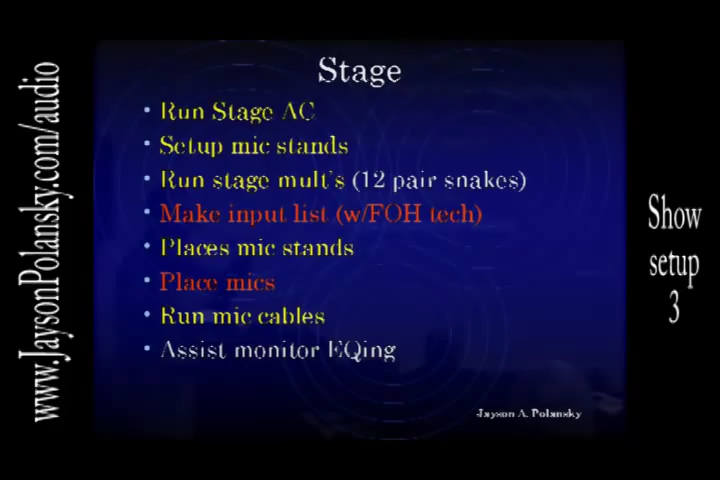 www.JaysonPolansky.com/audio
Stage
• Run Stage AC
• Setup mic stands
• Run stage mult's (12 pair snakes)
• Make input list (w/FOH tech)
• Places mic stands
• Place mics
• Run mic cables
• Assist monitor EQing
Jayson A. Polansky
Show
setup
3